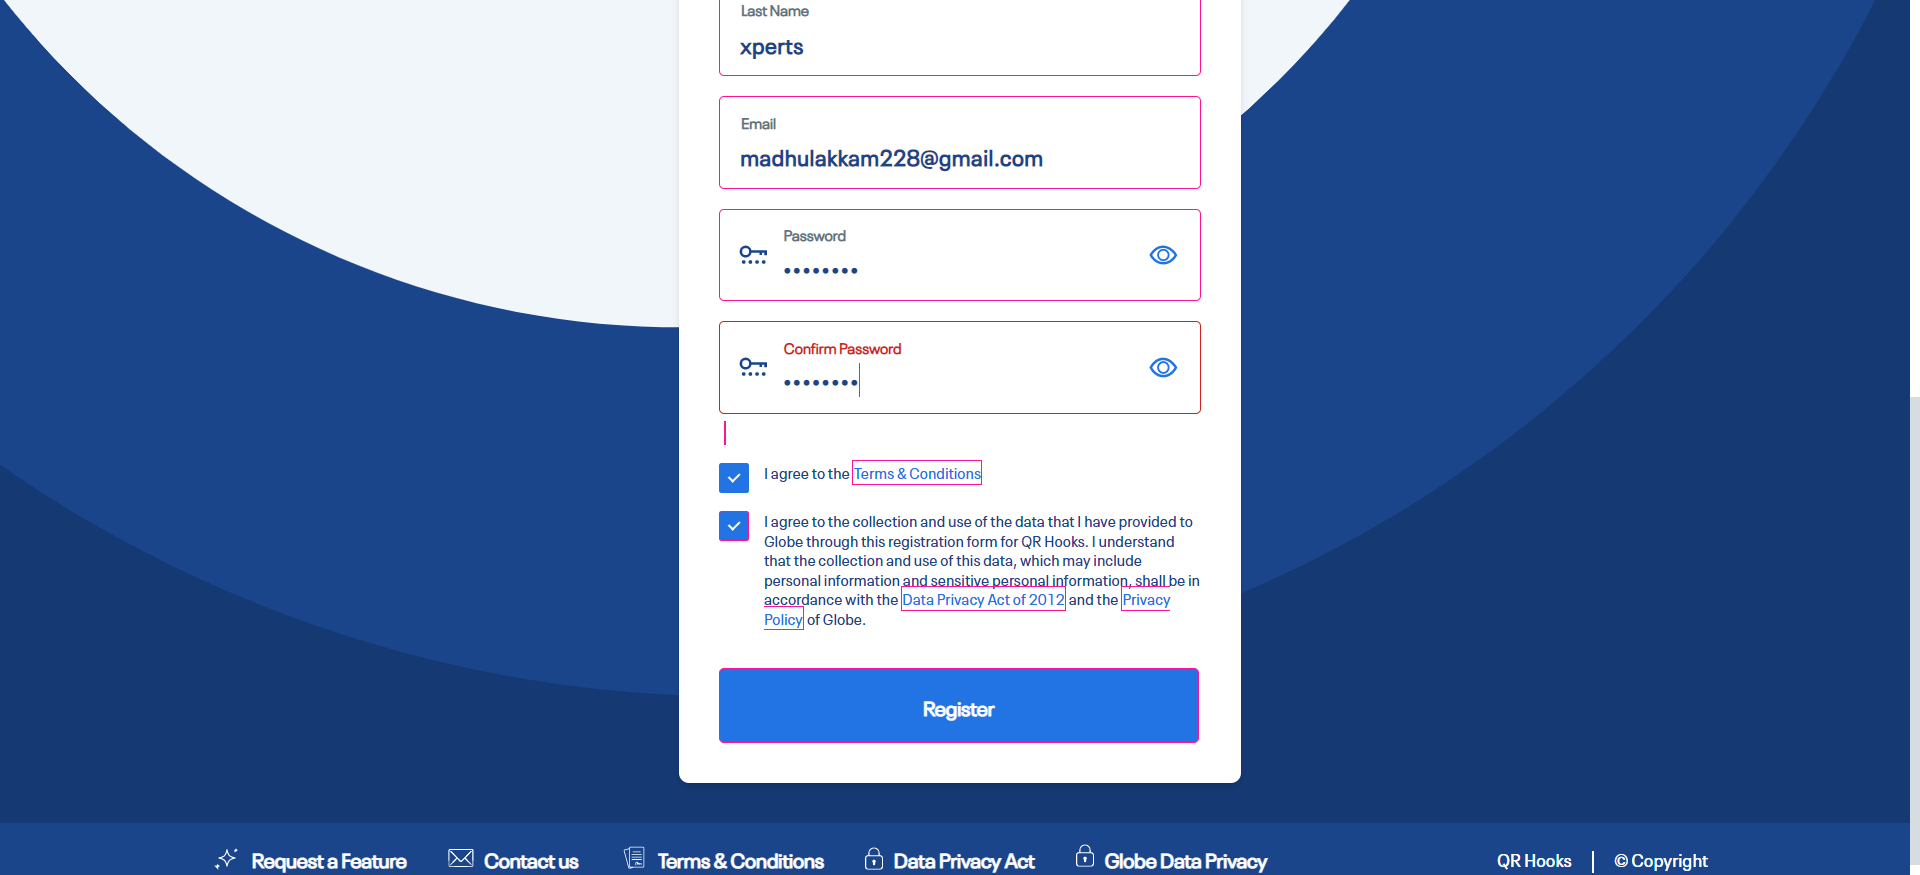 Last Name
xperts
Email
madhulakkam228@gmail.com
Password
••••••••
Confirm Password
••••••••
I agree to the Terms & Conditions
I agree to the collection and use of the data that I have provided to
Globe through this registration form for QR Hooks. I understand
that the collection and use of this data, which may include
personal information and sensitive personal information, shall be in
accordance with the Data Privacy Act of 2012 and the Privacy
Policy of Globe.
Register
Request a Feature
Contact us
Terms & Conditions
Data Privacy Act
Globe Data Privacy
QR Hooks
© Copyright